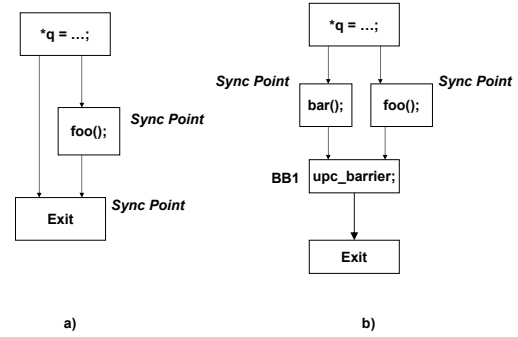 *q = …;
foo();
Sync Point
Sync Point
Exit
a)
*q = …;
Sync Point
Sync Point
bar();
foo();
BB1
upc_barrier;
Exit
b)